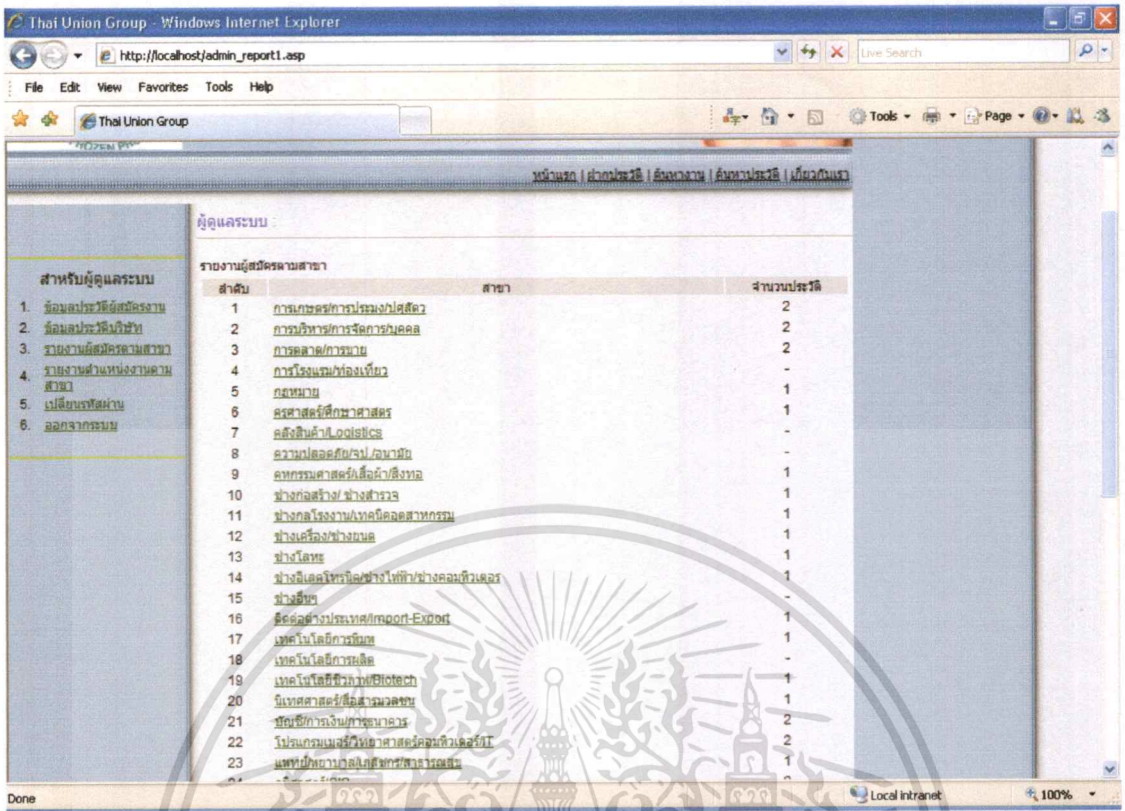 Thai Union Group - Windows Internet Explorer
http://localhost/admin_report1.asp
Live Search
File Edit View Favorites Tools Help
Thai Union Group
Tools Page
หน้าแรก | ฝากประวัติ | ค้นหางาน | ค้นหาประวัติ | เกี่ยวกับเรา
ผู้ดูแลระบบ :
สำหรับผู้ดูแลระบบ
1. ข้อมูลประวัติผู้สมัครงาน
2. ข้อมูลประวัติบริษัท
3. รายงานผู้สมัครตามสาขา
4. รายงานตำแหน่งงานตาม
สาขา
5. เปลี่ยนรหัสผ่าน
6. ออกจากระบบ
รายงานผู้สมัครตามสาขา
ลำดับ สาขา จำนวนประวัติ
1 การเกษตร/การประมง/ปศุสัตว 2
2 การบริหาร/การจัดการ/บุคคล 2
3 การตลาด/การขาย 2
4 การโรงแรม/ท่องเที่ยว -
5 กฎหมาย 1
6 ครุศาสตร์/ศึกษาศาสตร 1
7 คลังสินค้า/Logistics -
8 ความปลอดภัย/จป./อนามัย -
9 คหกรรมศาสตร์/เสื้อผ้า/สิ่งทอ 1
10 ช่างก่อสร้าง/ ช่างสำรวจ 1
11 ช่างกลโรงงาน/เทคนิคอุตสาหกรรม 1
12 ช่างเครื่อง/ช่างยนต 1
13 ช่างโลหะ 1
14 ช่างอิเลคโทรนิค/ช่างไฟฟ้า/ช่างคอมพิวเตอร 1
15 ช่างอื่นๆ -
16 ติดต่อต่างประเทศ/Import-Export 1
17 เทคโนโลยีการพิมพ 1
18 เทคโนโลยีการผลิต -
19 เทคโนโลยีชีวภาพ/Biotech 1
20 นิเทศศาสตร์/สื่อสารมวลชน 1
21 บัญชี/การเงิน/การธนาคาร 2
22 โปรแกรมเมอร์/วิทยาศาสตร์คอมพิวเตอร์/IT 2
23 แพทย์/พยาบาล/เภสัชกร/สาธารณสุข 1
Done Local intranet 100%